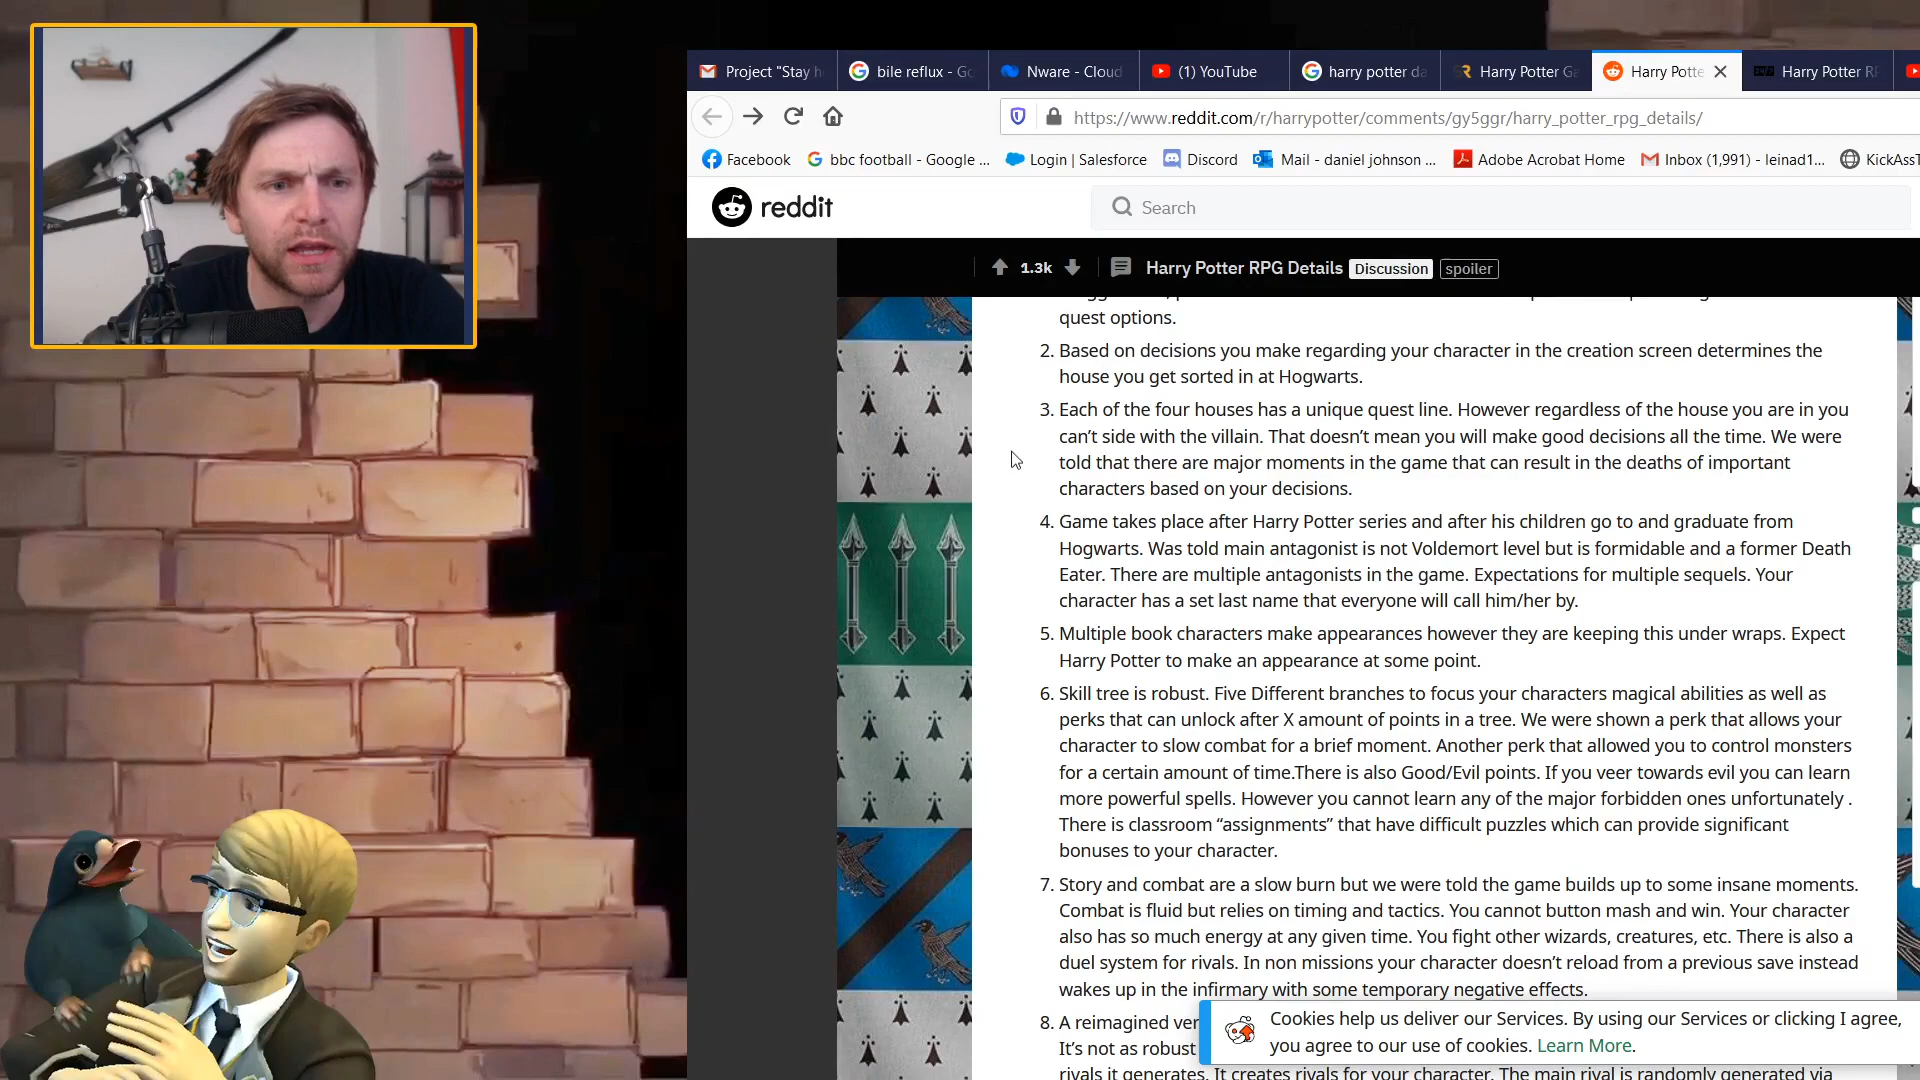 Project "Stay h
bile reflux - Go
Nware - Cloud
(1) YouTube
harry potter da
Harry Potter Ga
Harry Potte
Harry Potter RP
https://www.reddit.com/r/harrypotter/comments/gy5ggr/harry_potter_rpg_details/
Facebook
bbc football - Google ...
Login | Salesforce
Discord
Mail - daniel johnson ...
Adobe Acrobat Home
Inbox (1,991) - leinad1...
KickAssT
reddit
Search
1.3k
Harry Potter RPG Details Discussion spoiler
quest options.
2. Based on decisions you make regarding your character in the creation screen determines the
house you get sorted in at Hogwarts.
3. Each of the four houses has a unique quest line. However regardless of the house you are in you
can’t side with the villain. That doesn’t mean you will make good decisions all the time. We were
told that there are major moments in the game that can result in the deaths of important
characters based on your decisions.
4. Game takes place after Harry Potter series and after his children go to and graduate from
Hogwarts. Was told main antagonist is not Voldemort level but is formidable and a former Death
Eater. There are multiple antagonists in the game. Expectations for multiple sequels. Your
character has a set last name that everyone will call him/her by.
5. Multiple book characters make appearances however they are keeping this under wraps. Expect
Harry Potter to make an appearance at some point.
6. Skill tree is robust. Five Different branches to focus your characters magical abilities as well as
perks that can unlock after X amount of points in a tree. We were shown a perk that allows your
character to slow combat for a brief moment. Another perk that allowed you to control monsters
for a certain amount of time.There is also Good/Evil points. If you veer towards evil you can learn
more powerful spells. However you cannot learn any of the major forbidden ones unfortunately .
There is classroom “assignments” that have difficult puzzles which can provide significant
bonuses to your character.
7. Story and combat are a slow burn but we were told the game builds up to some insane moments.
Combat is fluid but relies on timing and tactics. You cannot button mash and win. Your character
also has so much energy at any given time. You fight other wizards, creatures, etc. There is also a
duel system for rivals. In non missions your character doesn’t reload from a previous save instead
wakes up in the infirmary with some temporary negative effects.
8. A reimagined ver
It’s not as robust
rivals it generates. It creates rivals for your character. The main rival is randomly generated via
Cookies help us deliver our Services. By using our Services or clicking I agree,
you agree to our use of cookies. Learn More.